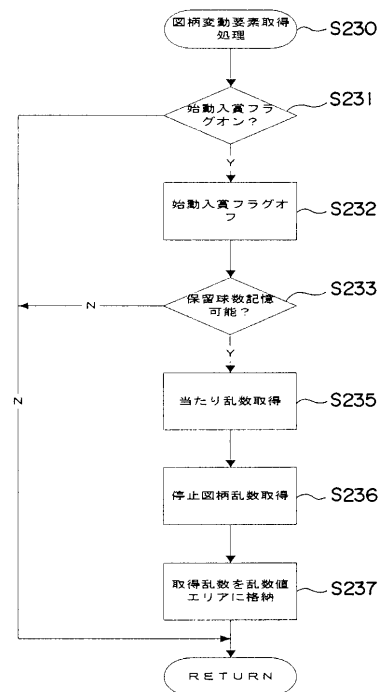 図柄変動要素取得
処理
S230
始動入賞フラ
グオン？
S231
Y
始動入賞フラグオ
フ
S232
保留球数記憶
可能？
S233
N
Y
N
当たり乱数取得
S235
停止図柄乱数取得
S236
取得乱数を乱数値
エリアに格納
S237
RETURN